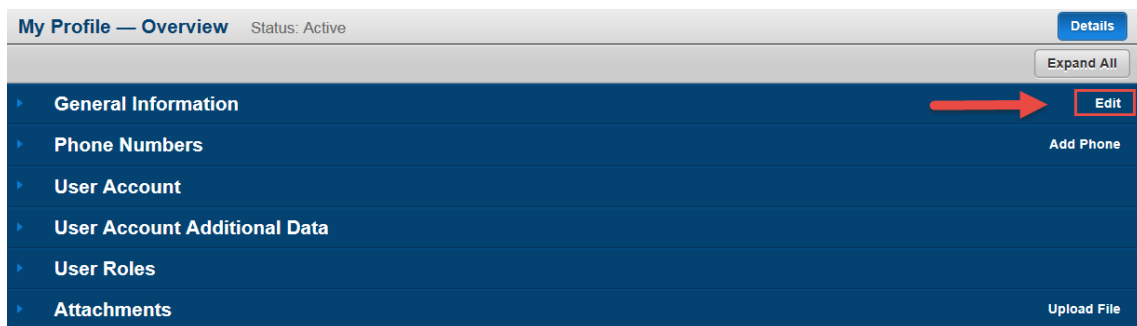 My Profile — Overview Status: Active Details
Expand All
General Information Edit
Phone Numbers Add Phone
User Account
User Account Additional Data
User Roles
Attachments Upload File